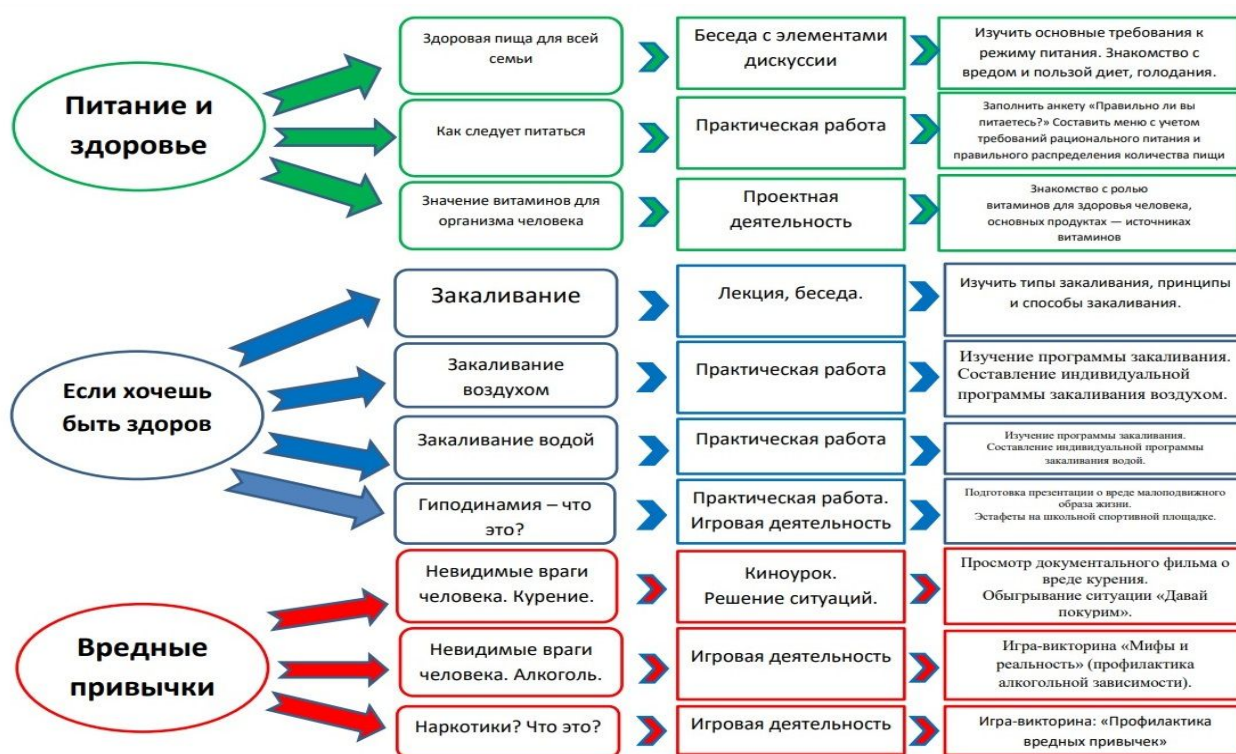 Питание и
здоровье
Здоровая пища для всей
семьи
Беседа с элементами
дискуссии
Изучить основные требования к
режиму питания. Знакомство с
вредом и пользой диет, голодания.
Как следует питаться
Практическая работа
Заполнить анкету «Правильно ли вы
питаетесь?» Составить меню с учетом
требований рационального питания и
правильного распределения количества пищи
Значение витаминов для
организма человека
Проектная
деятельность
Знакомство с ролью
витаминов для здоровья человека,
основных продуктах — источниках
витаминов
Если хочешь
быть здоров
Закаливание
Лекция, беседа.
Изучить типы закаливания, принципы
и способы закаливания.
Закаливание
воздухом
Практическая работа
Изучение программы закаливания.
Составление индивидуальной
программы закаливания воздухом.
Закаливание водой
Практическая работа
Изучение программы закаливания.
Составление индивидуальной программы
закаливания водой.
Гиподинамия – что
это?
Практическая работа.
Игровая деятельность
Подготовка презентации о вреде малоподвижного
образа жизни.
Эстафеты на школьной спортивной площадке.
Вредные
привычки
Невидимые враги
человека. Курение.
Киноурок.
Решение ситуаций.
Просмотр документального фильма о
вреде курения.
Обыгрывание ситуации «Давай
покурим».
Невидимые враги
человека. Алкоголь.
Игровая деятельность
Игра-викторина «Мифы и
реальность» (профилактика
алкогольной зависимости).
Наркотики? Что это?
Игровая деятельность
Игра-викторина: «Профилактика
вредных привычек»